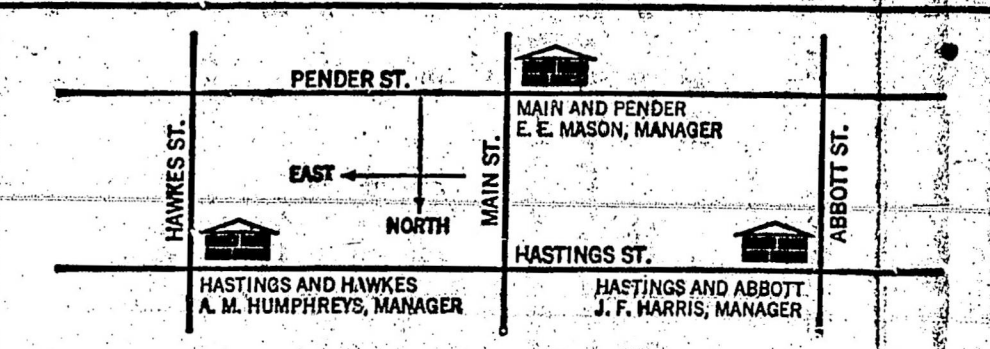 PENDER ST.
MAIN AND PENDER
E. E. MASON, MANAGER
HAWKES ST.
MAIN ST.
ABBOTT ST.
EAST
NORTH
HASTINGS ST.
HASTINGS AND HAWKES
A. M. HUMPHREYS, MANAGER
HASTINGS AND ABBOTT
J. F. HARRIS, MANAGER